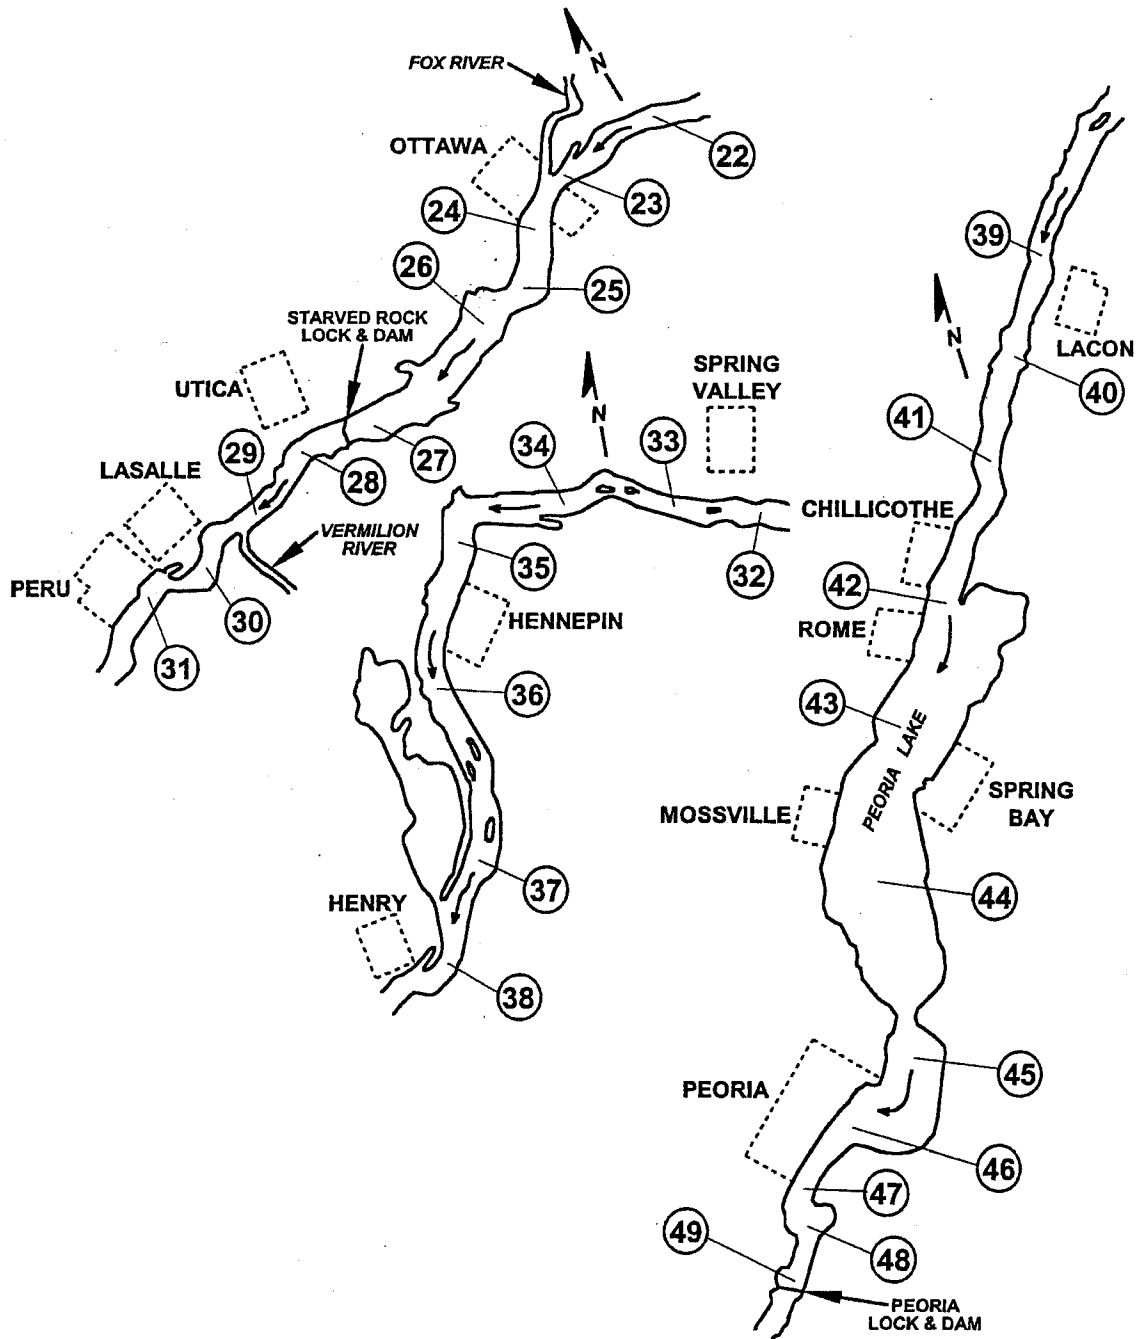 FOX RIVER
N
OTTAWA
22
23
24
25
26
STARVED ROCK
LOCK & DAM
UTICA
27
28
29
LASALLE
VERMILION
RIVER
PERU
30
31
N
SPRING
VALLEY
32
33
34
35
HENNEPIN
36
37
HENRY
38
N
39
LACON
40
41
CHILLICOTHE
42
ROME
43
PEORIA LAKE
MOSSVILLE
SPRING
BAY
44
45
PEORIA
46
47
48
49
PEORIA
LOCK & DAM